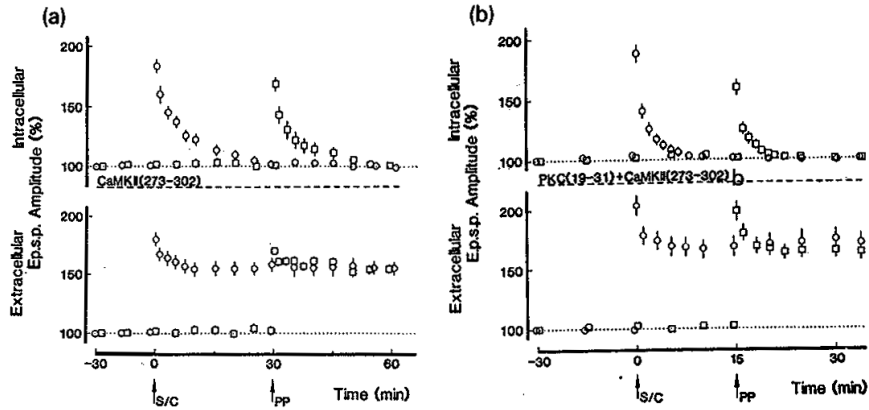 (a)
200
150
100
Intracellular
CaMKII(273-302)
E.p.s.p. Amplitude (%)
200
150
100
Extracellular
-30
0
30
60
S/C
PP
Time (min)
(b)
200
150
100
Intracellular
PKC(19-31)+CaMKII(273-302)
E.p.s.p. Amplitude (%)
200
150
100
Extracellular
-30
0
15
30
S/C
PP
Time (min)